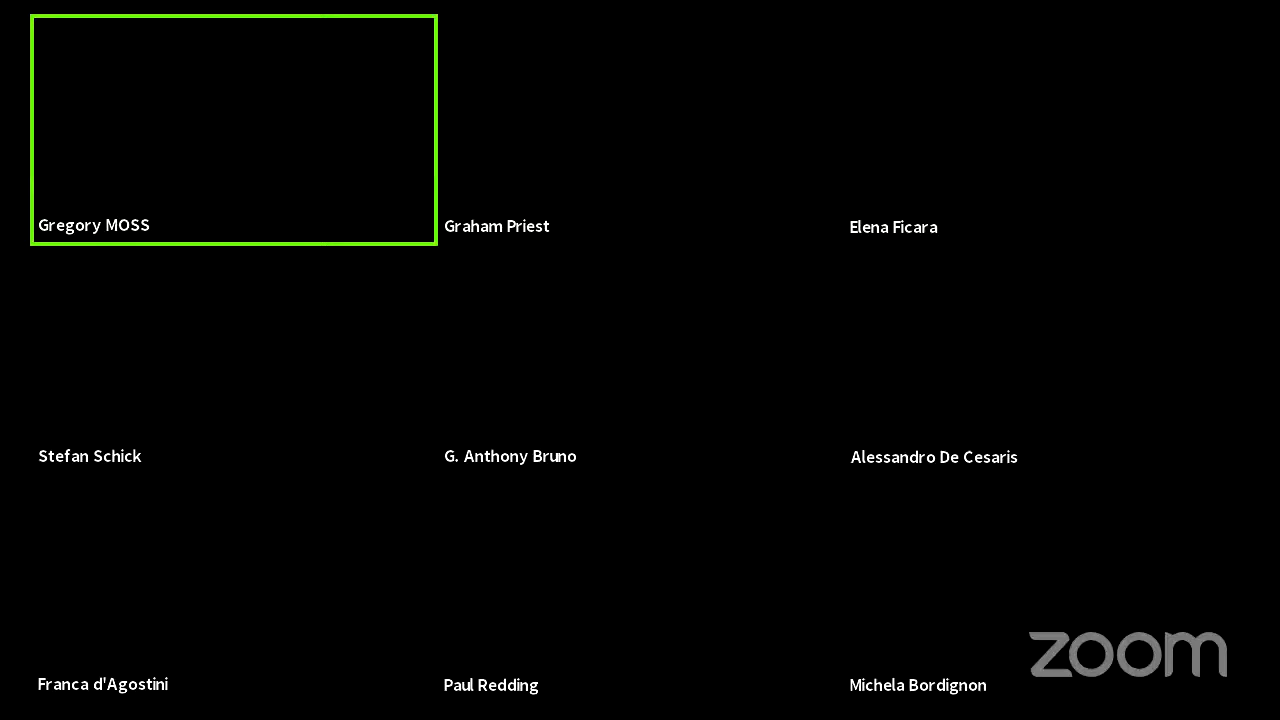 Gregory MOSS
Graham Priest
Elena Ficara
Stefan Schick
G. Anthony Bruno
Alessandro De Cesaris
Franca d'Agostini
Paul Redding
Michela Bordignon
zoom